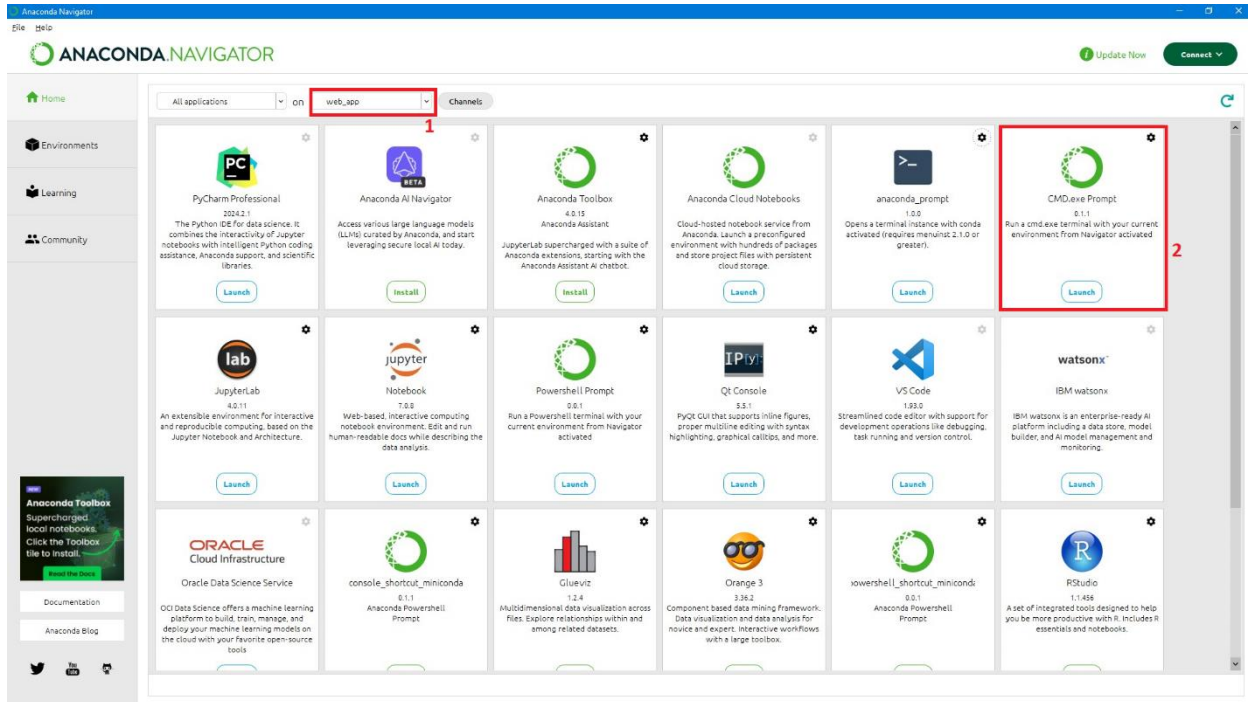 Anaconda Navigator
File Help
ANACONDA.NAVIGATOR
Update Now
Connect
Home
Environments
Learning
Community
All applications
on
web_app
Channels
1
PC
PyCharm Professional
2024.2.1
The Python IDE for data science. It
combines the interactivity of Jupyter
notebooks with intelligent Python coding
assistance, Anaconda support, and scientific
libraries.
Launch
BETA
Anaconda AI Navigator
Access various large language models
(LLMs) curated by Anaconda, and start
leveraging secure local AI today.
Install
Anaconda Toolbox
4.0.15
Anaconda Assistant
JupyterLab supercharged with a suite of
Anaconda extensions, starting with the
Anaconda Assistant AI chatbot.
Install
Anaconda Cloud Notebooks
Cloud-hosted notebook service from
Anaconda. Launch a preconfigured
environment with hundreds of packages
and store project files with persistent
cloud storage.
Launch
>_
anaconda_prompt
1.0.0
Opens a terminal instance with conda
activated (requires menuinst 2.1.0 or
greater).
Launch
CMD.exe Prompt
0.1.1
Run a cmd.exe terminal with your current
environment from Navigator activated
Launch
2
lab
JupyterLab
4.0.11
An extensible environment for interactive
and reproducible computing, based on the
Jupyter Notebook and Architecture.
Launch
jupyter
Notebook
7.0.8
Web-based, interactive computing
notebook environment. Edit and run
human-readable docs while describing the
data analysis.
Launch
Powershell Prompt
0.0.1
Run a Powershell terminal with your
current environment from Navigator
activated
Launch
IP[y]:
Qt Console
5.5.1
PyQt GUI that supports inline figures,
proper multiline editing with syntax
highlighting, graphical calltips, and more.
Launch
VS Code
1.93.0
Streamlined code editor with support for
development operations like debugging,
task running and version control.
Launch
watsonx
IBM watsonx
IBM watsonx is an enterprise-ready AI
platform including a data store, model
builder, and AI model management and
monitoring.
Launch
ORACLE
Cloud Infrastructure
Oracle Data Science Service
OCI Data Science offers a machine learning
platform to build, train, manage, and
deploy your machine learning models on
the cloud with your favorite open-source
tools
console_shortcut_miniconda
0.1.1
Anaconda Powershell
Prompt
Glueviz
1.2.4
Multidimensional data visualization across
files. Explore relationships within and
among related datasets.
Orange 3
3.36.2
Component based data mining framework.
Data visualization and data analysis for
novice and expert. Interactive workflows
with a large toolbox.
powershell_shortcut_miniconda
0.0.1
Anaconda Powershell
Prompt
R
RStudio
1.1.456
A set of integrated tools designed to help
you be more productive with R. Includes R
essentials and notebooks.
NEW
Anaconda Toolbox
Supercharged
local notebooks.
Click the Toolbox
tile to install.
Read the Docs
Documentation
Anaconda Blog
You
Tube